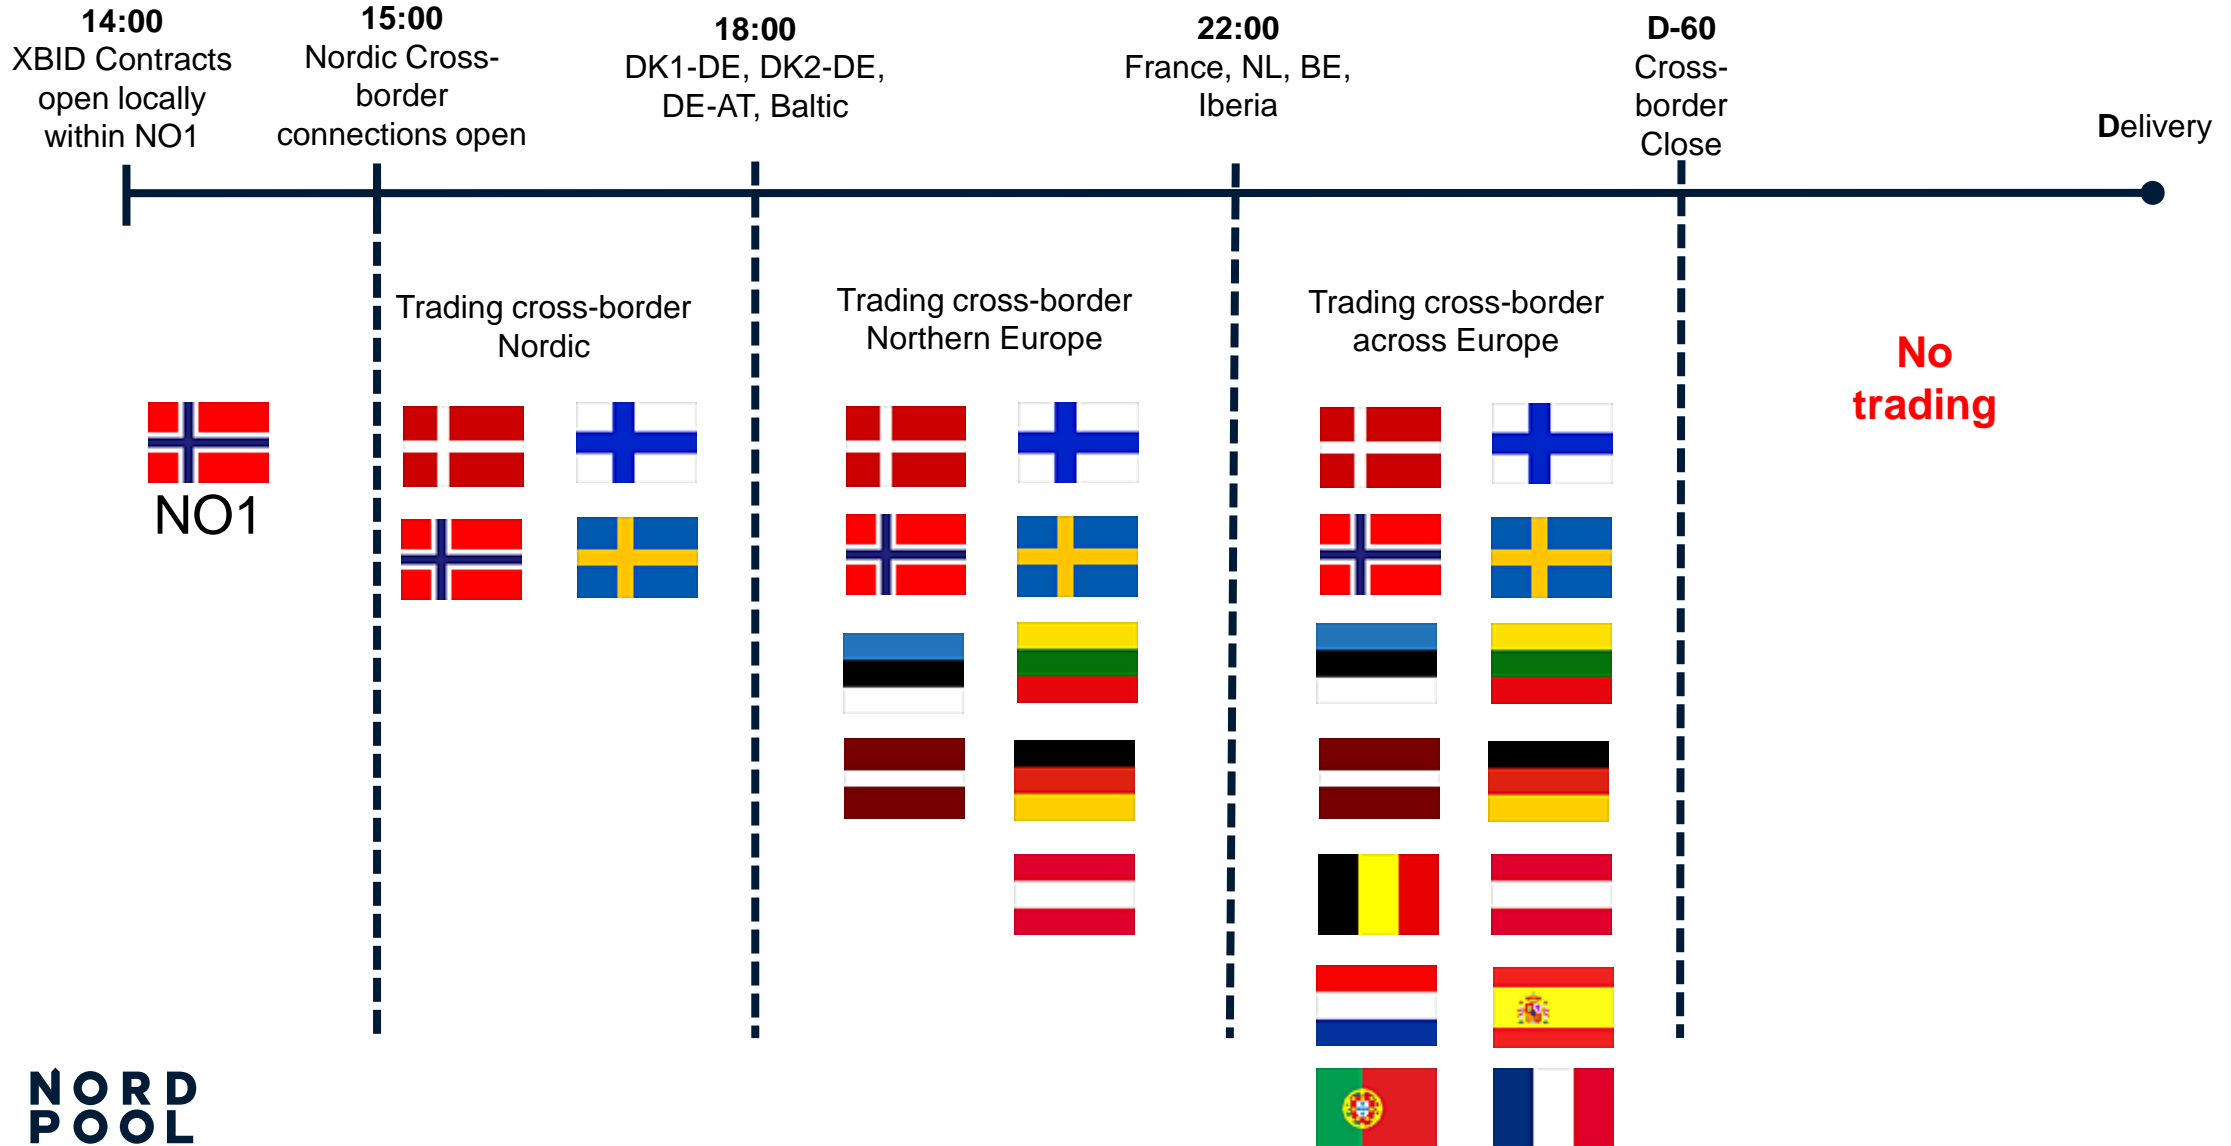 14:00
XBID Contracts
open locally
within NO1
15:00
Nordic Cross-
border
connections open
18:00
DK1-DE, DK2-DE,
DE-AT, Baltic
22:00
France, NL, BE,
Iberia
D-60
Cross-
border
Close
Delivery
Trading cross-border
Nordic
Trading cross-border
Northern Europe
Trading cross-border
across Europe
No
trading
NO1
NORD
POOL